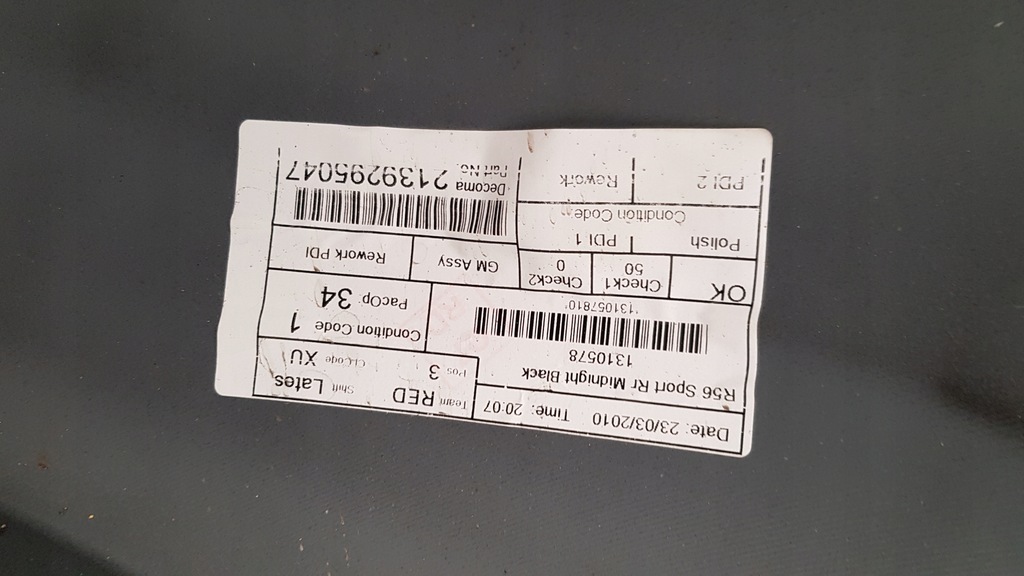 Date: 23/03/2010 Time: 20:07
Team RED Shift Lates
R56 Sport Rr Midnight Black
Pos 3 Cl-Code XU
1310578
Condition Code 1
*131057810*
PacOp: 34
OK
Check1
50
Check2
0
GM Assy
Rework PDI
Polish
PDI 1
Condition Code
PDI 2
Rework
Decoma
Part No.
2139295047